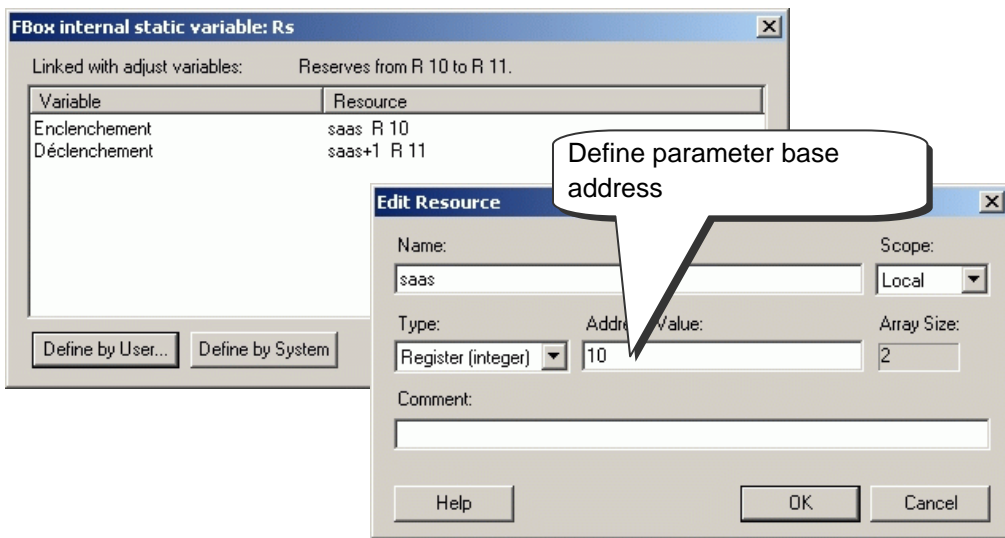 FBox internal static variable: Rs
Linked with adjust variables: Reserves from R 10 to R 11.
Variable Resource
Enclenchement saas R 10
Déclenchement saas+1 R 11
Define parameter base
address
Define by User... Define by System
Edit Resource
Name: Scope:
saas Local
Type: Value: Array Size:
Register (integer) 10 2
Comment:
Help OK Cancel